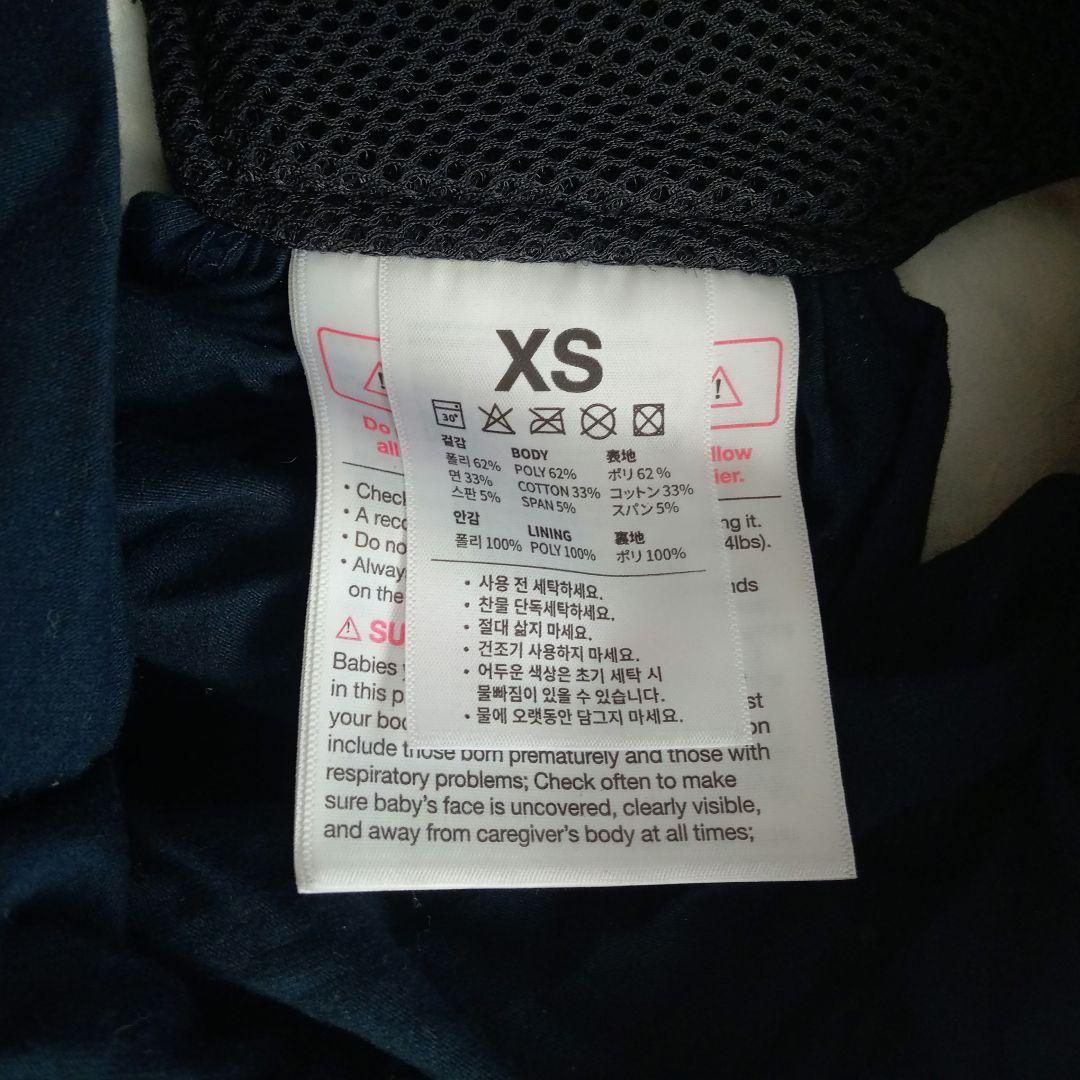 XS
30°
겉감
폴리 62%
면 33%
스판 5%
안감
폴리 100%
BODY
POLY 62%
COTTON 33%
SPAN 5%
LINING
POLY 100%
表地
ポリ 62 %
コットン 33%
スパン 5%
裏地
ポリ 100%
• 사용 전 세탁하세요.
• 찬물 단독세탁하세요.
• 절대 삶지 마세요.
• 건조기 사용하지 마세요.
• 어두운 색상은 초기 세탁 시
물빠짐이 있을 수 있습니다.
• 물에 오랫동안 담그지 마세요.
!
!
Do
all
• Check
• A
ng it.
• Do no
4lbs).
• Alway
on the
!
Babies
in this
your
on
include those born prematurely and those with
respiratory problems; Check often to make
sure baby's face is uncovered, clearly visible,
and away from caregiver's body at all times;